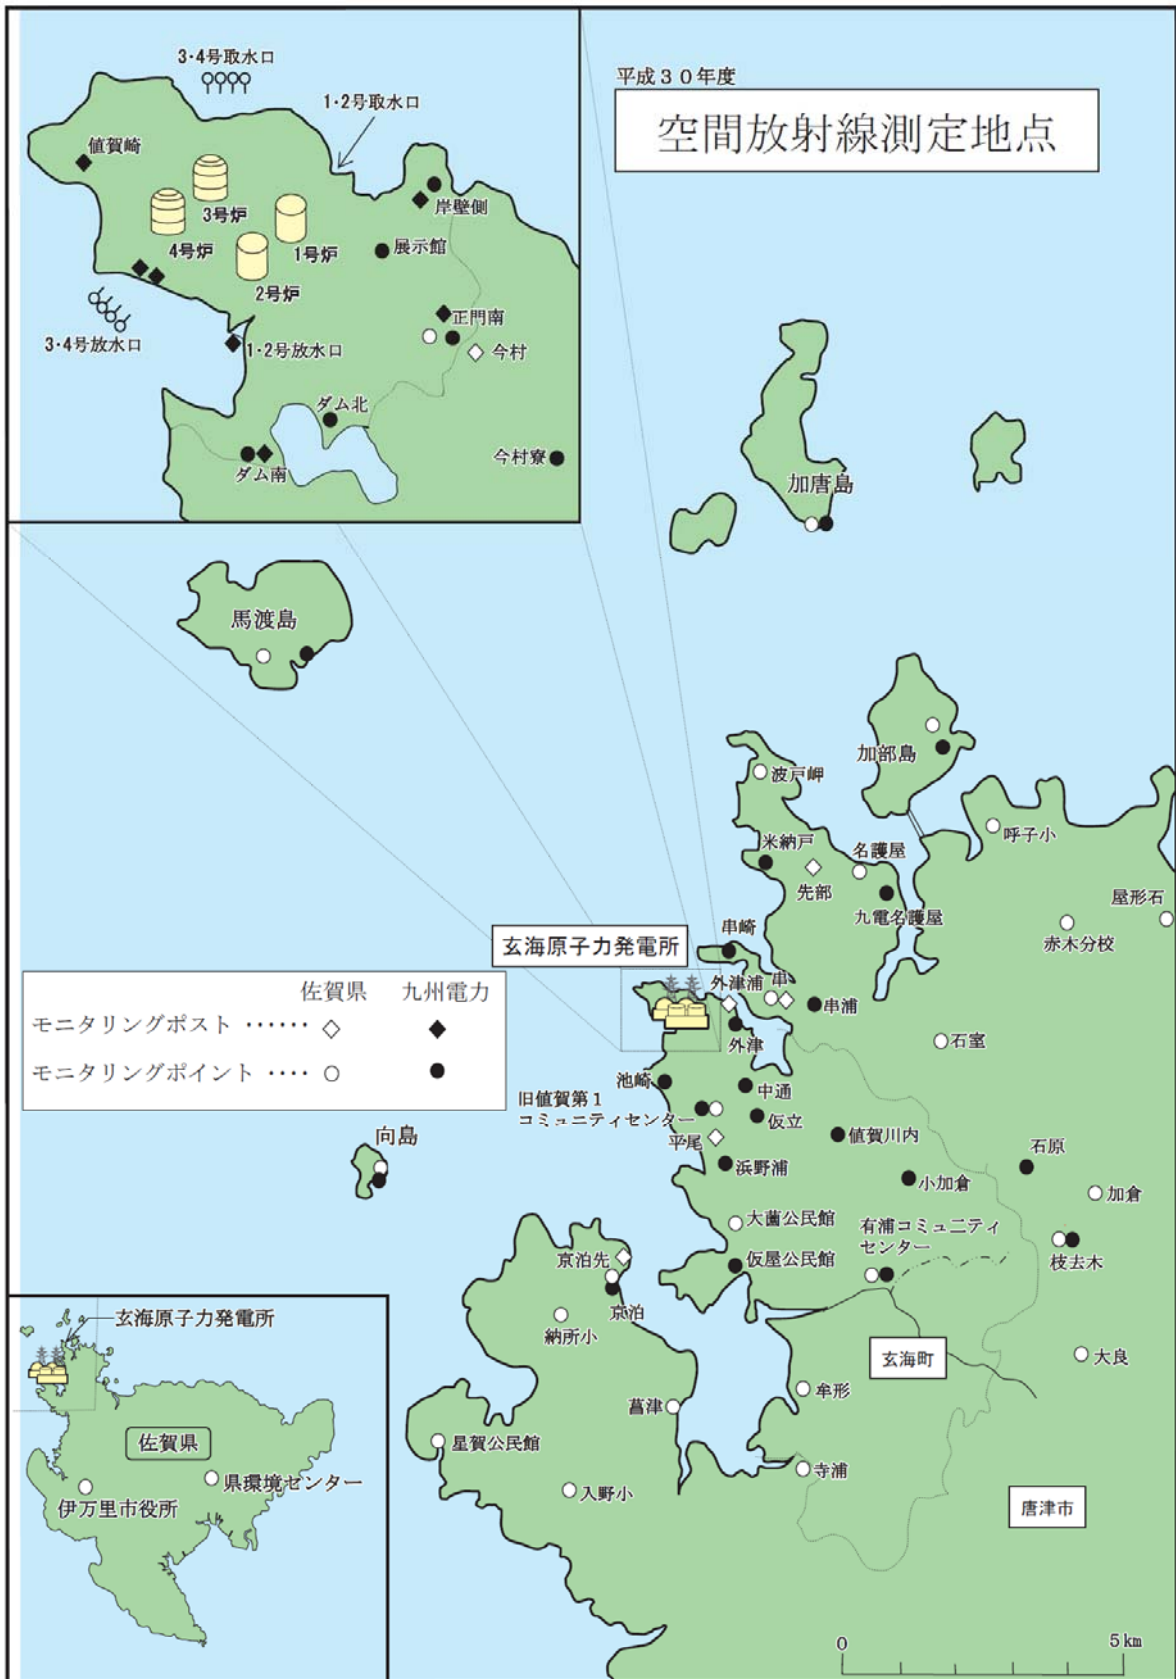 平成30年度
空間放射線測定地点
3・4号取水口
1・2号取水口
値賀崎
3号炉
4号炉
1号炉
2号炉
岸壁側
展示館
正門南
今村
3・4号放水口
1・2号放水口
ダム北
ダム南
今村寮
加唐島
馬渡島
加部島
波戸岬
呼子小
米納戸
名護屋
先部
九電名護屋
屋形石
赤木分校
串崎
玄海原子力発電所
外津浦
串
串浦
外津
石室
佐賀県 九州電力
モニタリングポスト ‥‥‥ ◇ ◆
モニタリングポイント ‥‥ ○ ●
池崎
中通
旧値賀第1
コミュニティセンター
仮立
平尾
値賀川内
浜野浦
石原
小加倉
加倉
向島
大薗公民館
有浦コミュニティ
センター
仮屋公民館
枝去木
京泊先
京泊
納所小
玄海町
大良
牟形
菖津
星賀公民館
寺浦
入野小
唐津市
玄海原子力発電所
佐賀県
県環境センター
伊万里市役所
0 5km